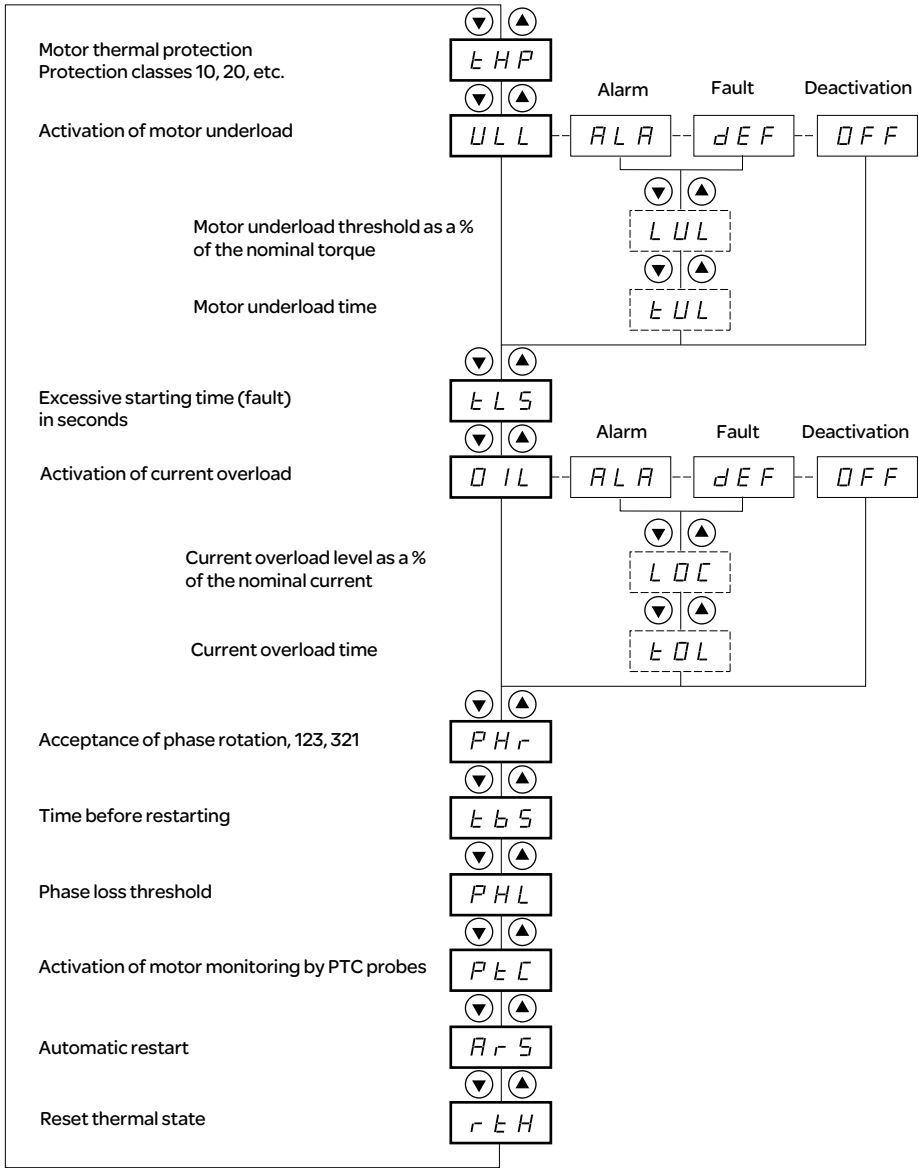 Motor thermal protection
Protection classes 10, 20, etc.
tHP
Alarm
Fault
Deactivation
Activation of motor underload
ULL
ALA
dEF
OFF
Motor underload threshold as a %
of the nominal torque
LUL
Motor underload time
tUL
Excessive starting time (fault)
in seconds
tLS
Alarm
Fault
Deactivation
Activation of current overload
OIL
ALA
dEF
OFF
Current overload level as a %
of the nominal current
LOC
Current overload time
tOL
Acceptance of phase rotation, 123, 321
PHr
Time before restarting
tbS
Phase loss threshold
PHL
Activation of motor monitoring by PTC probes
PtC
Automatic restart
ArS
Reset thermal state
rtH